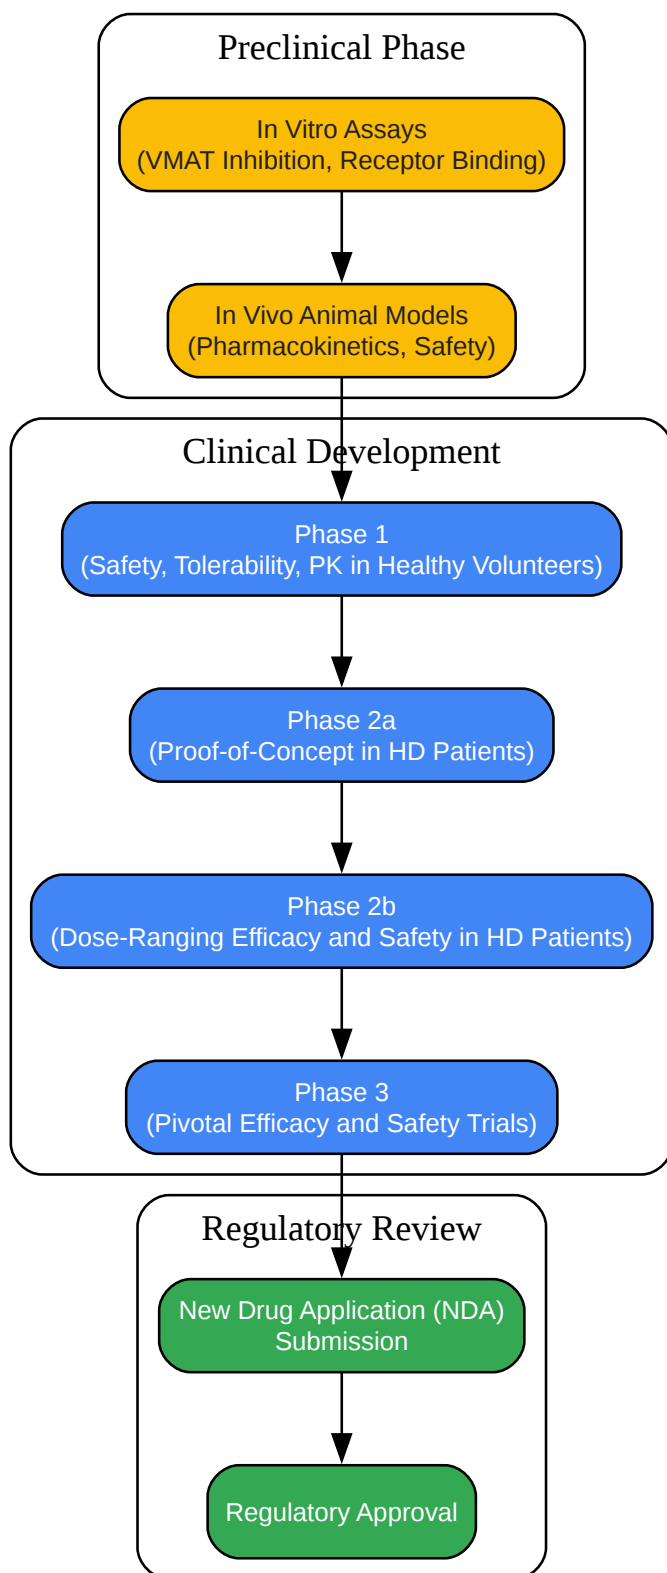 Preclinical Phase
In Vitro Assays
(VMAT Inhibition, Receptor Binding)
In Vivo Animal Models
(Pharmacokinetics, Safety)
Clinical Development
Phase 1
(Safety, Tolerability, PK in Healthy Volunteers)
Phase 2a
(Proof-of-Concept in HD Patients)
Phase 2b
(Dose-Ranging Efficacy and Safety in HD Patients)
Phase 3
(Pivotal Efficacy and Safety Trials)
Regulatory Review
New Drug Application (NDA)
Submission
Regulatory Approval